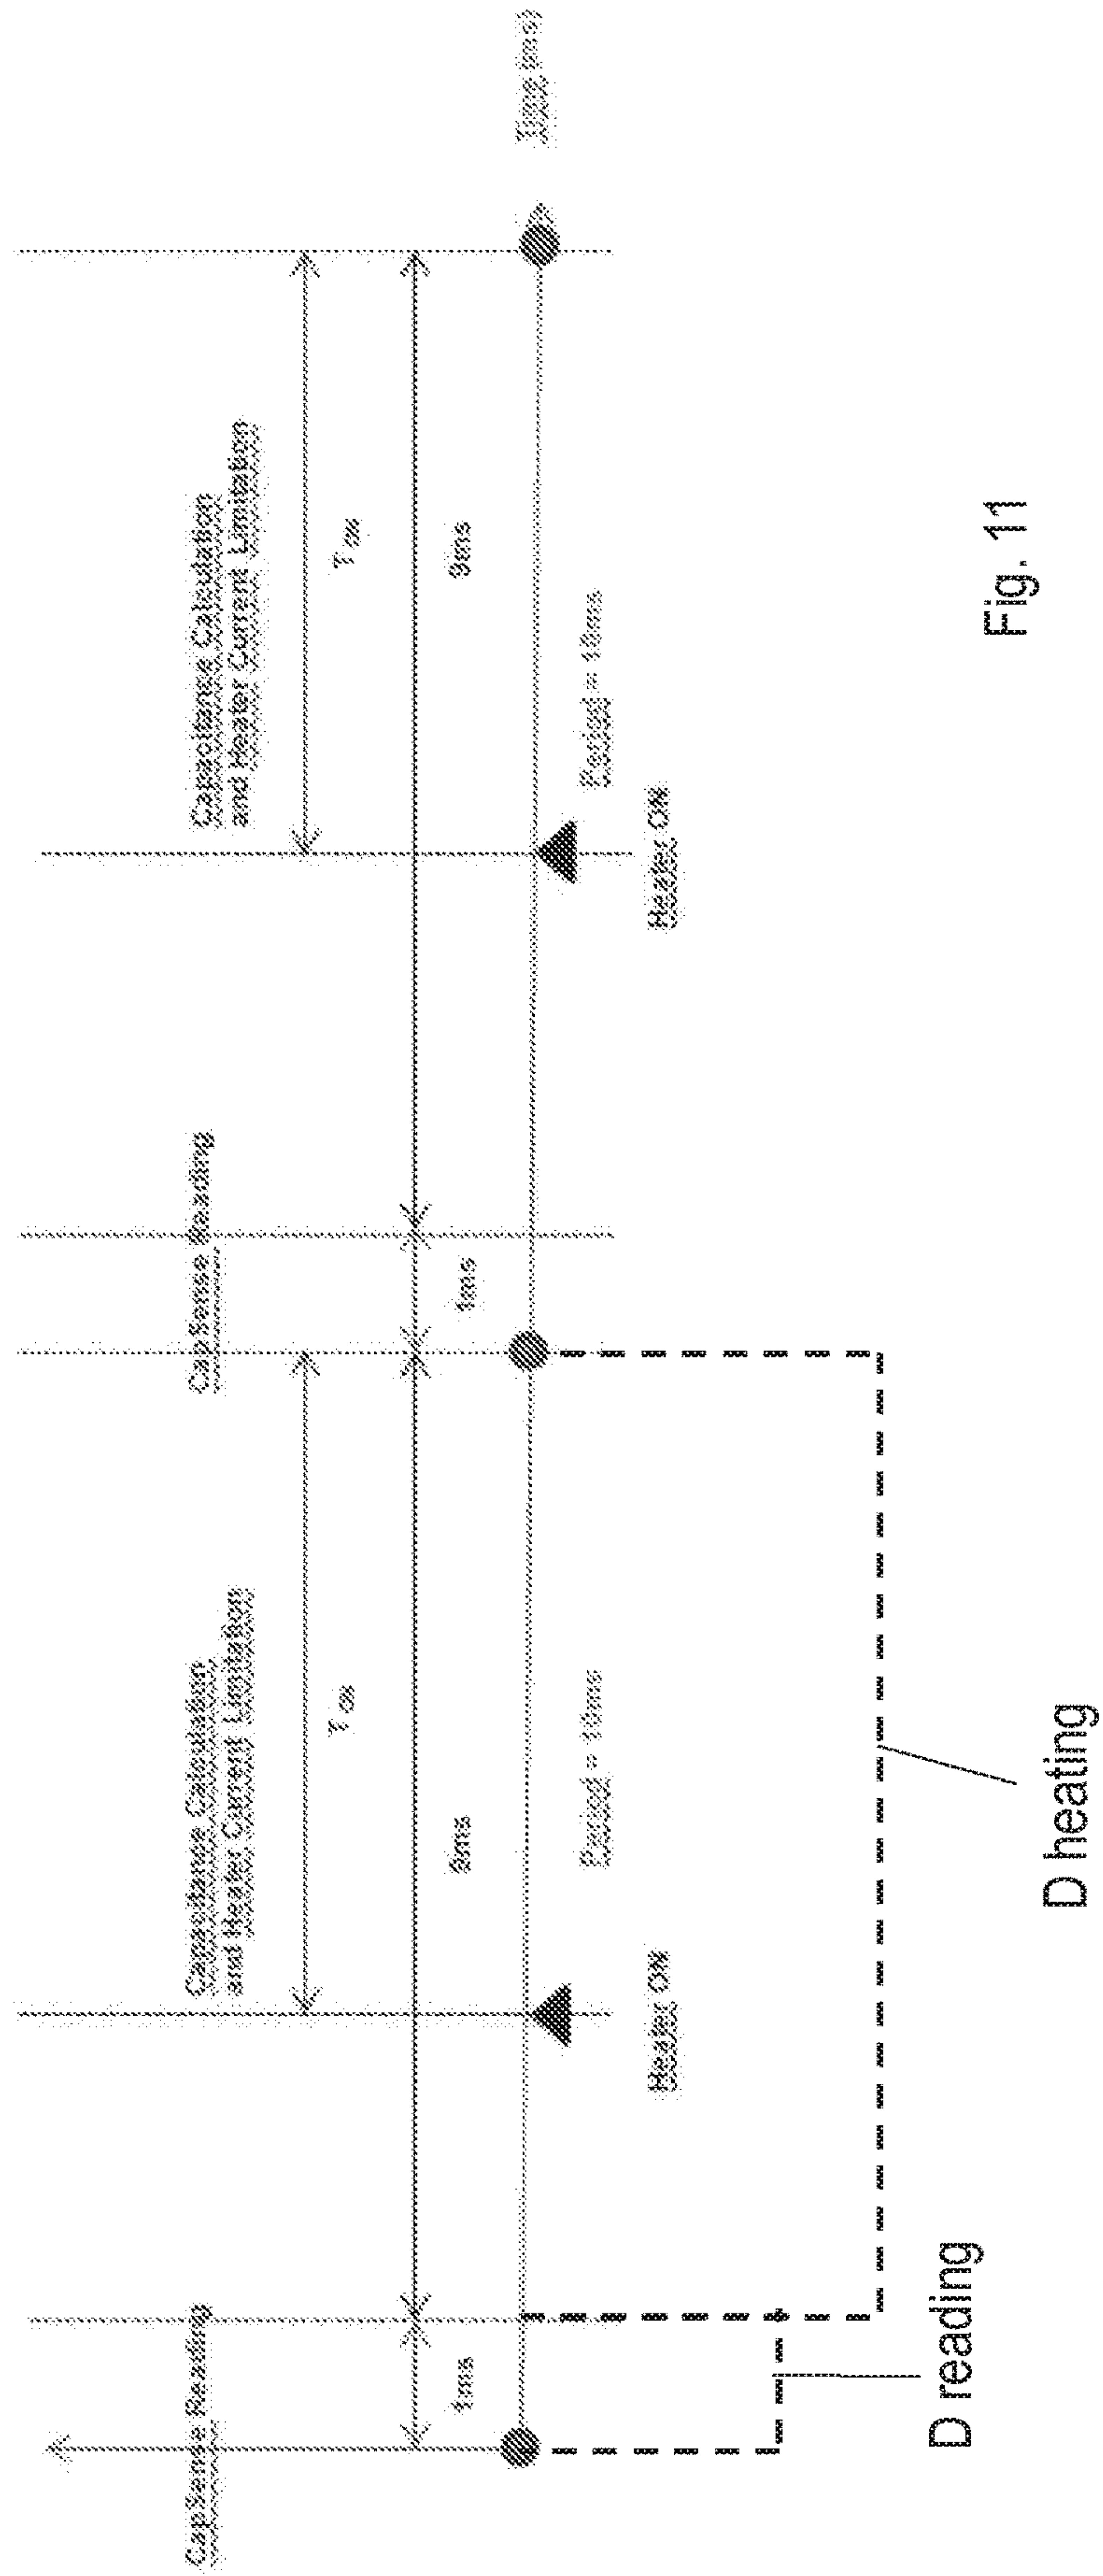 CapSense Reading
Capacitance Calculation
and Heater Current Limitation
CapSense Reading
Capacitance Calculation
and Heater Current Limitation
T ON
T ON
1ms
9ms
1ms
9ms
Time (ms)
Period = 10ms
Period = 10ms
Heater ON
Heater ON
D reading
D heating
Fig. 11